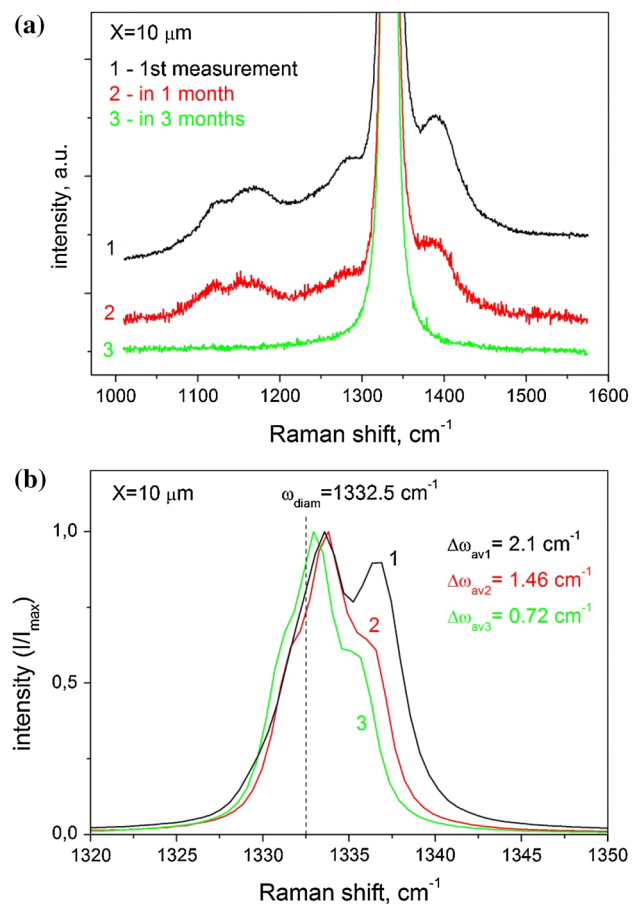 (a)
X=10 μm
1 - 1st measurement
2 - in 1 month
3 - in 3 months
intensity, a.u.
1
2
3
1000 1100 1200 1300 1400 1500 1600
Raman shift, cm⁻¹
(b)
X=10 μm
ω_diam=1332.5 cm⁻¹
1,0
Δω_av1= 2.1 cm⁻¹
Δω_av2= 1.46 cm⁻¹
Δω_av3= 0.72 cm⁻¹
1
2
3
0,5
0,0
intensity (I/I_max)
1320 1325 1330 1335 1340 1345 1350
Raman shift, cm⁻¹